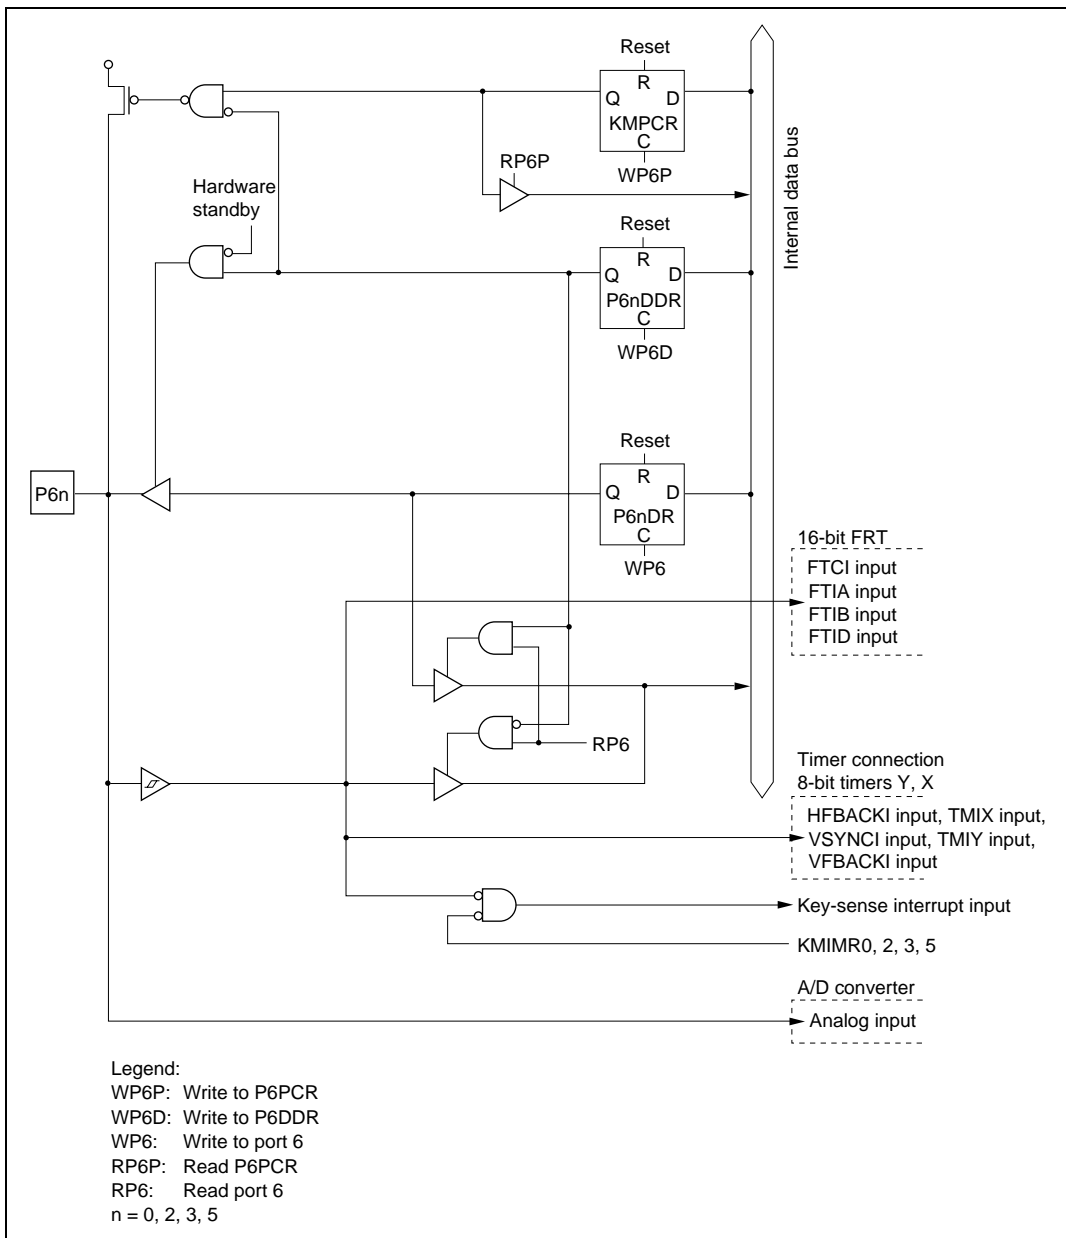 Reset
R
Q D
KMPCR
C
WP6P
RP6P
Hardware
standby
Internal data bus
Reset
R
Q D
P6nDDR
C
WP6D
Reset
R
Q D
P6nDR
C
WP6
P6n
16-bit FRT
FTCI input
FTIA input
FTIB input
FTID input
RP6
Timer connection
8-bit timers Y, X
HFBACKI input, TMIX input,
VSYNCI input, TMIY input,
VFBACKI input
Key-sense interrupt input
KMIMR0, 2, 3, 5
A/D converter
Analog input
Legend:
WP6P: Write to P6PCR
WP6D: Write to P6DDR
WP6: Write to port 6
RP6P: Read P6PCR
RP6: Read port 6
n = 0, 2, 3, 5